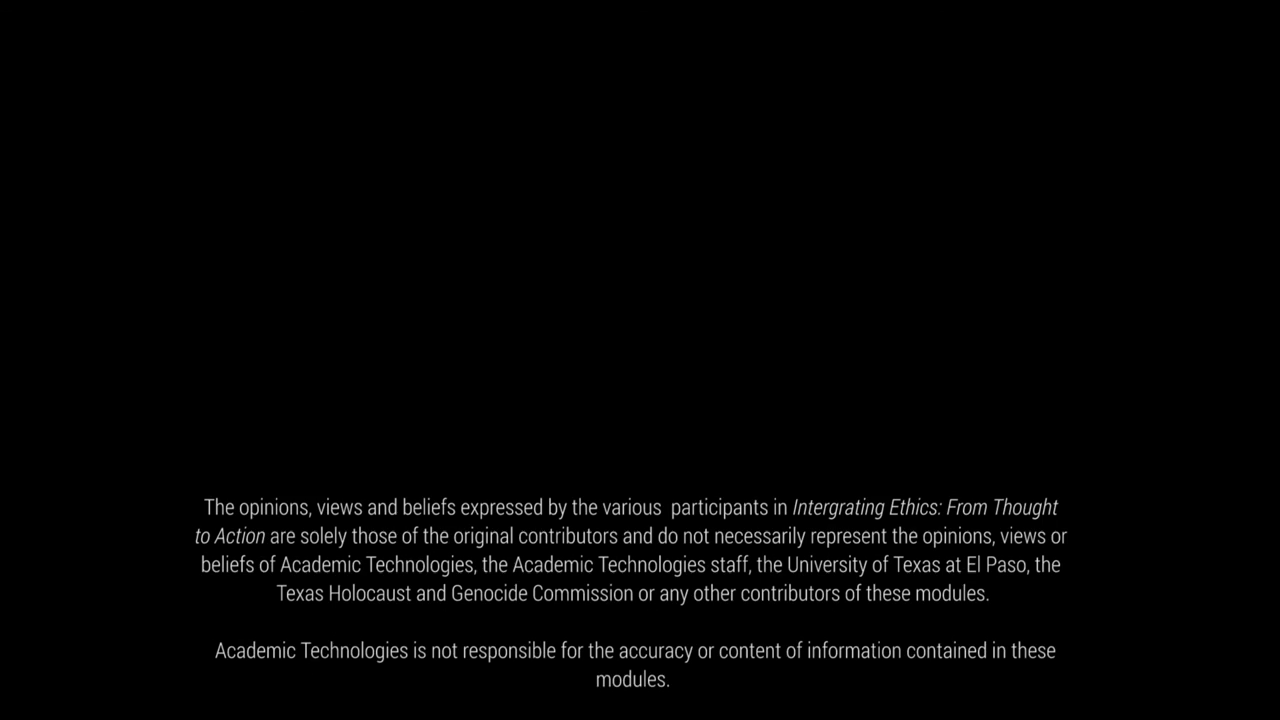 The opinions, views and beliefs expressed by the various  participants in Intergrating Ethics: From Thought
to Action are solely those of the original contributors and do not necessarily represent the opinions, views or
beliefs of Academic Technologies, the Academic Technologies staff, the University of Texas at El Paso, the
Texas Holocaust and Genocide Commission or any other contributors of these modules.
Academic Technologies is not responsible for the accuracy or content of information contained in these
modules.